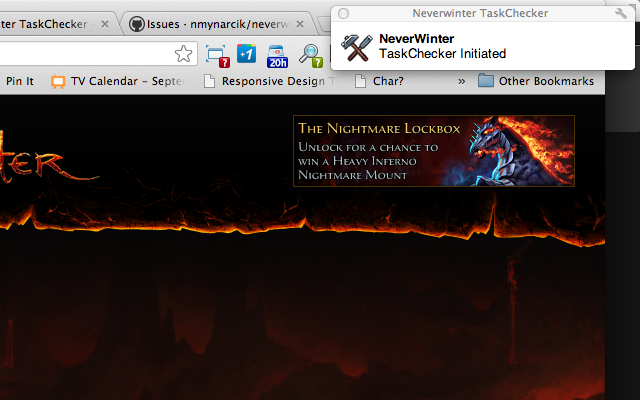 Neverwinter TaskChecker
NeverWinter
TaskChecker Initiated
nter TaskChecker -
Issues · nmynarcik/neverw
?
+1
20h
?
Pin It
TV Calendar – Septe
Responsive Design T
Char?
»
Other Bookmarks
TER
The Nightmare Lockbox
Unlock for a chance to
win a Heavy Inferno
Nightmare Mount